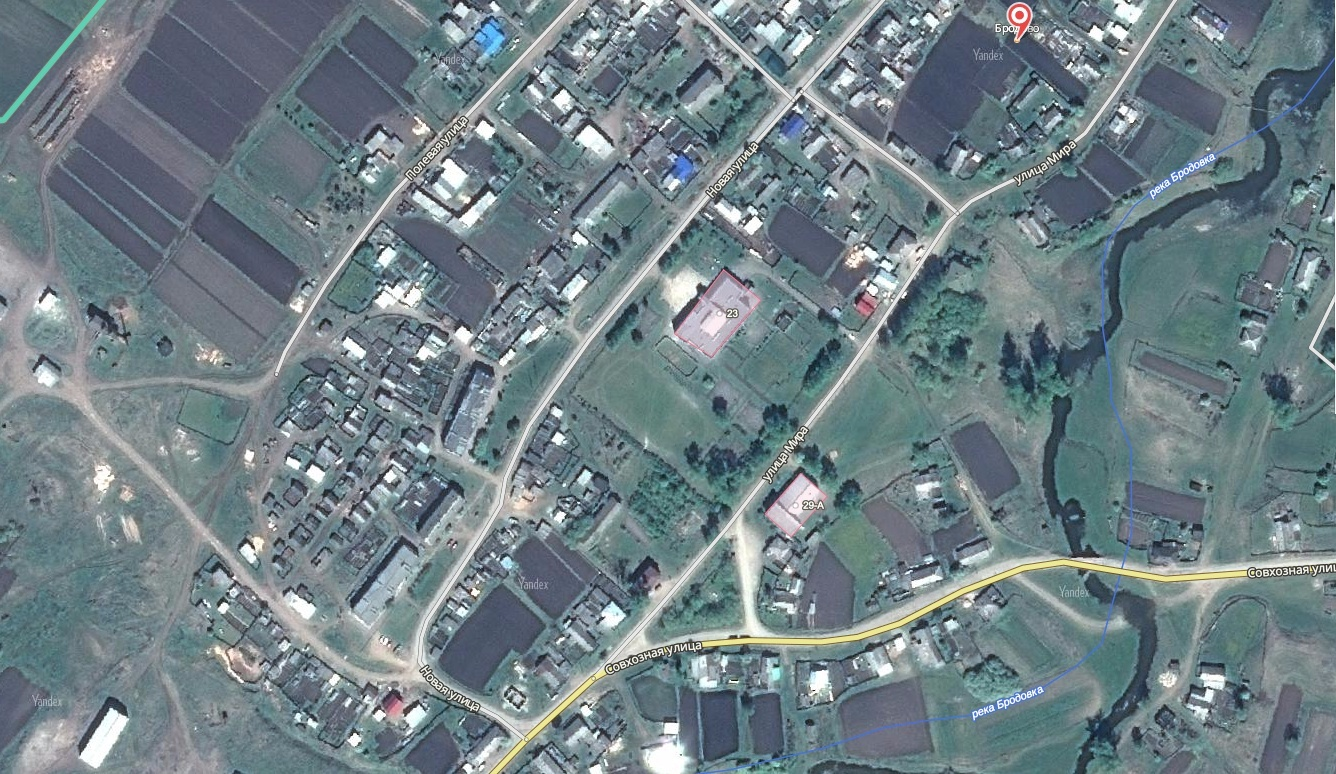 Бродово
Yandex
Yandex
Полевая улица
Новая улица
улица Мира
река Бродовка
23
улица Мира
29-А
Yandex
Yandex
Совхозная
Совхозная улица
Новая улица
река Бродовка
Yandex